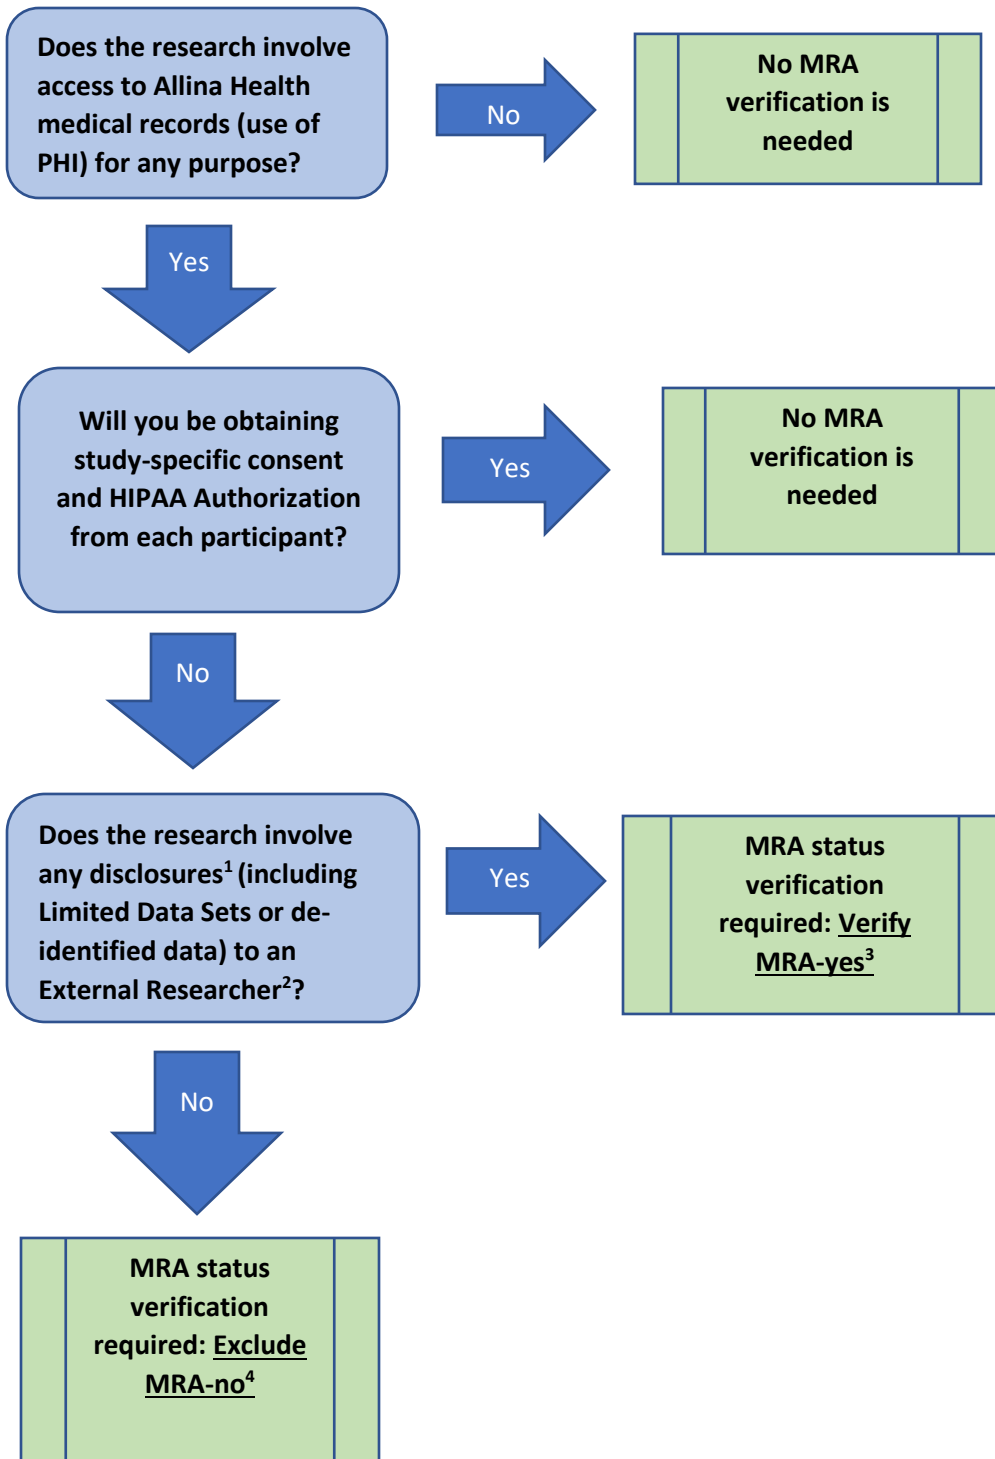 Does the research involve
access to Allina Health
medical records (use of
PHI) for any purpose?
No
No MRA
verification is
needed
Yes
Will you be obtaining
study-specific consent
and HIPAA Authorization
from each participant?
Yes
No MRA
verification is
needed
No
Does the research involve
any disclosures¹ (including
Limited Data Sets or de-
identified data) to an
External Researcher²?
Yes
MRA status
verification
required: Verify
MRA-yes³
No
MRA status
verification
required: Exclude
MRA-no⁴